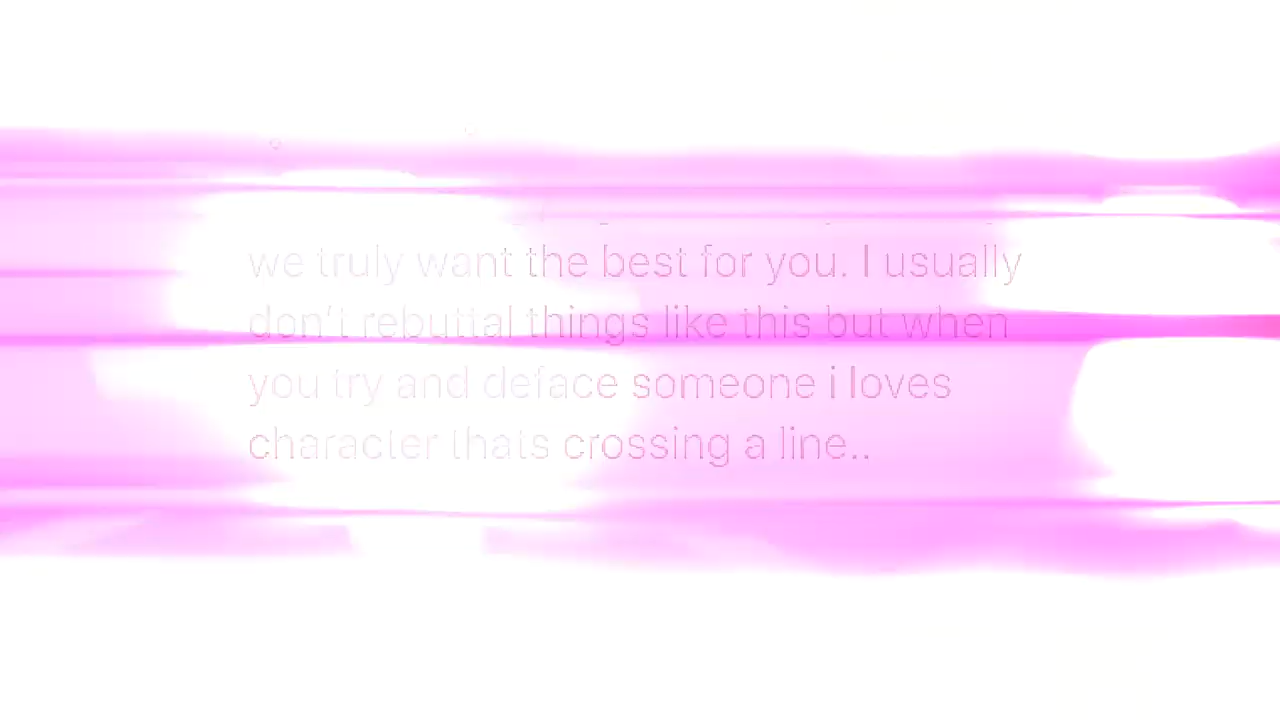 we truly want the best for you. I usually
don't rebuttal things like this but when
you try and deface someone i loves
character thats crossing a line..